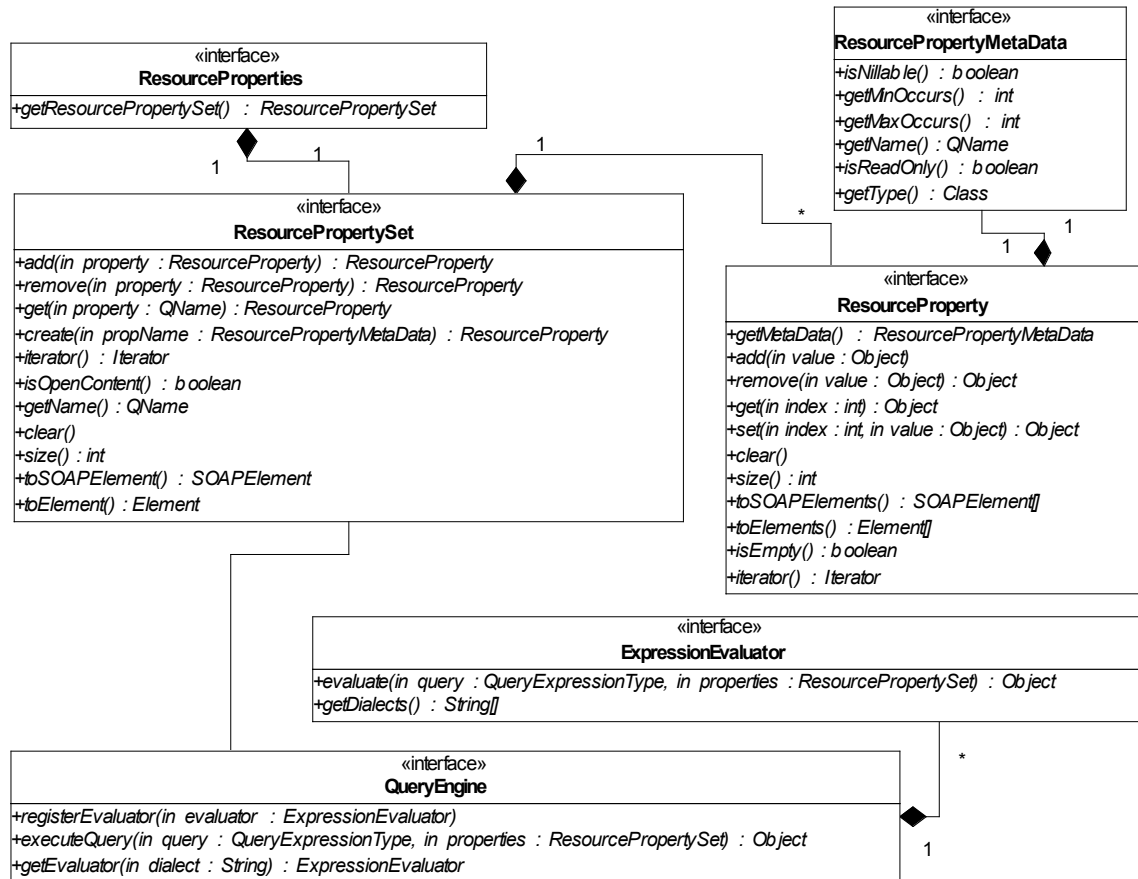 «interface»
ResourceProperties
+getResourcePropertySet() : ResourcePropertySet
1
1
«interface»
ResourcePropertyMetaData
+isNillable() : boolean
+getMinOccurs() : int
+getMaxOccurs() : int
+getName() : QName
+isReadOnly() : boolean
+getType() : Class
1
1
1
*
«interface»
ResourcePropertySet
+add(in property : ResourceProperty) : ResourceProperty
+remove(in property : ResourceProperty) : ResourceProperty
+get(in property : QName) : ResourceProperty
+create(in propName : ResourcePropertyMetaData) : ResourceProperty
+iterator() : Iterator
+isOpenContent() : boolean
+getName() : QName
+clear()
+size() : int
+toSOAPElement() : SOAPElement
+toElement() : Element
«interface»
ResourceProperty
+getMetaData() : ResourcePropertyMetaData
+add(in value : Object)
+remove(in value : Object) : Object
+get(in index : int) : Object
+set(in index : int, in value : Object) : Object
+clear()
+size() : int
+toSOAPElements() : SOAPElement[]
+toElements() : Element[]
+isEmpty() : boolean
+iterator() : Iterator
«interface»
ExpressionEvaluator
+evaluate(in query : QueryExpressionType, in properties : ResourcePropertySet) : Object
+getDialects() : String[]
*
1
«interface»
QueryEngine
+registerEvaluator(in evaluator : ExpressionEvaluator)
+executeQuery(in query : QueryExpressionType, in properties : ResourcePropertySet) : Object
+getEvaluator(in dialect : String) : ExpressionEvaluator